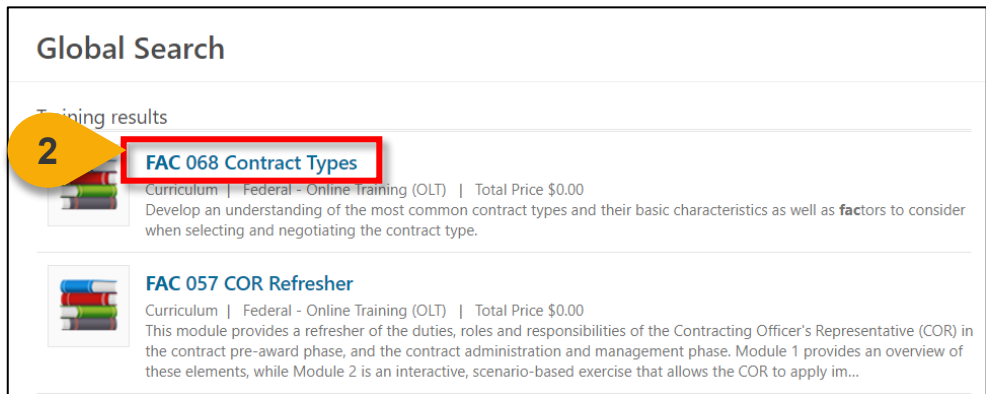 Global Search
Training results
2
FAC 068 Contract Types
Curriculum | Federal - Online Training (OLT) | Total Price $0.00
Develop an understanding of the most common contract types and their basic characteristics as well as factors to consider
when selecting and negotiating the contract type.
FAC 057 COR Refresher
Curriculum | Federal - Online Training (OLT) | Total Price $0.00
This module provides a refresher of the duties, roles and responsibilities of the Contracting Officer's Representative (COR) in
the contract pre-award phase, and the contract administration and management phase. Module 1 provides an overview of
these elements, while Module 2 is an interactive, scenario-based exercise that allows the COR to apply im...